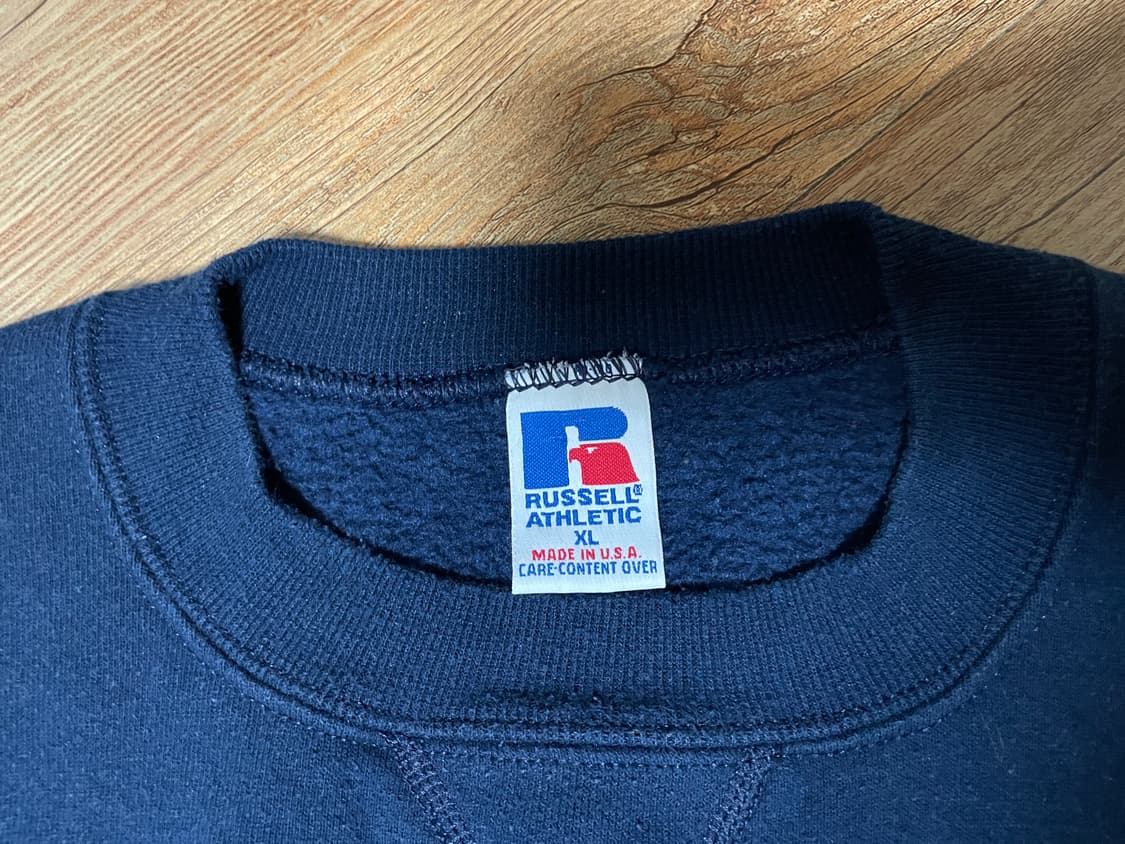 RUSSELL®
ATHLETIC
XL
MADE IN U.S.A.
CARE-CONTENT OVER